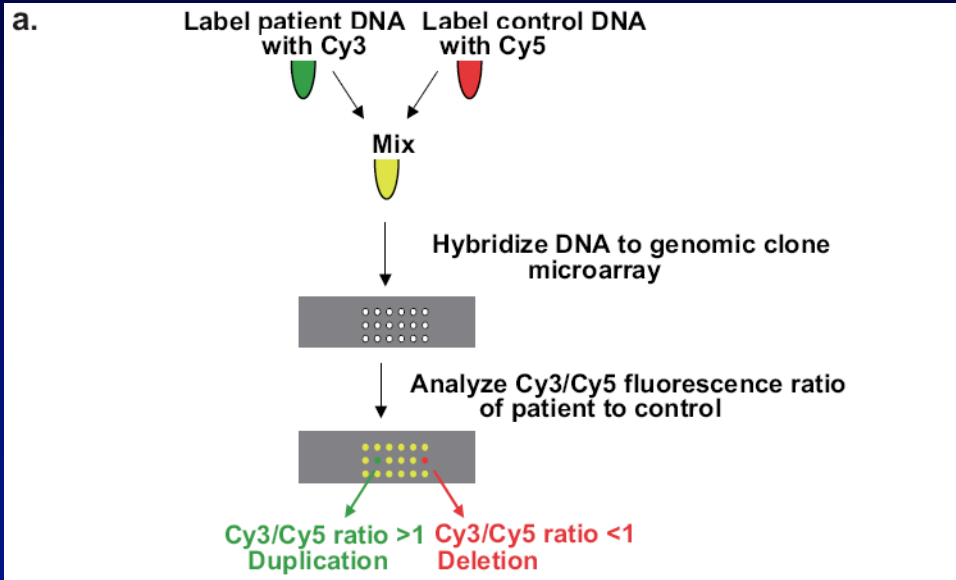 a.
Label patient DNA with Cy3
Label control DNA with Cy5
Mix
Hybridize DNA to genomic clone
microarray
Analyze Cy3/Cy5 fluorescence ratio
of patient to control
Cy3/Cy5 ratio >1
Duplication
Cy3/Cy5 ratio <1
Deletion